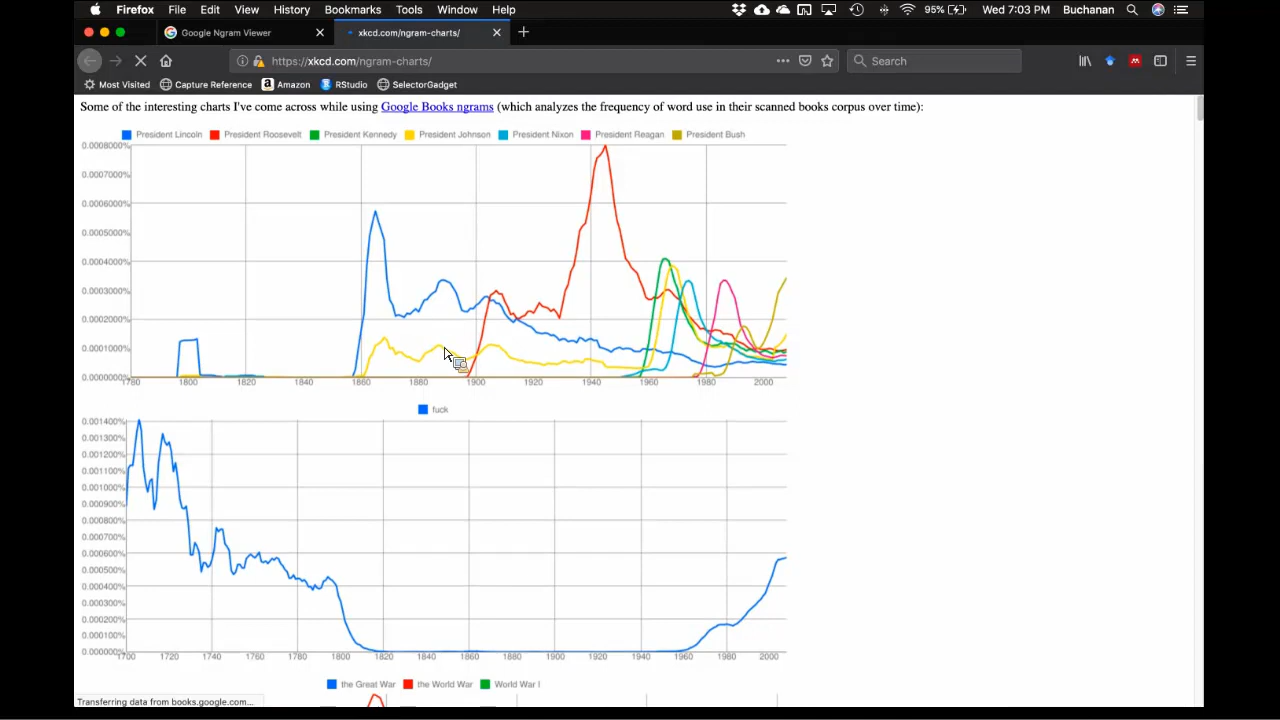 Firefox File Edit View History Bookmarks Tools Window Help 95% Wed 7:03 PM Buchanan
Google Ngram Viewer xkcd.com/ngram-charts/
https://xkcd.com/ngram-charts/ Search
Most Visited Capture Reference Amazon RStudio SelectorGadget
Some of the interesting charts I've come across while using Google Books ngrams (which analyzes the frequency of word use in their scanned books corpus over time):
President Lincoln President Roosevelt President Kennedy President Johnson President Nixon President Reagan President Bush
0.0008000%
0.0007000%
0.0006000%
0.0005000%
0.0004000%
0.0003000%
0.0002000%
0.0001000%
0.0000000%
1780 1800 1820 1840 1860 1880 1900 1920 1940 1960 1980 2000
fuck
0.001400%
0.001300%
0.001200%
0.001100%
0.001000%
0.000900%
0.000800%
0.000700%
0.000600%
0.000500%
0.000400%
0.000300%
0.000200%
0.000100%
0.000000%
1700 1720 1740 1760 1780 1800 1820 1840 1860 1880 1900 1920 1940 1960 1980 2000
the Great War the World War World War I
Transferring data from books.google.com...